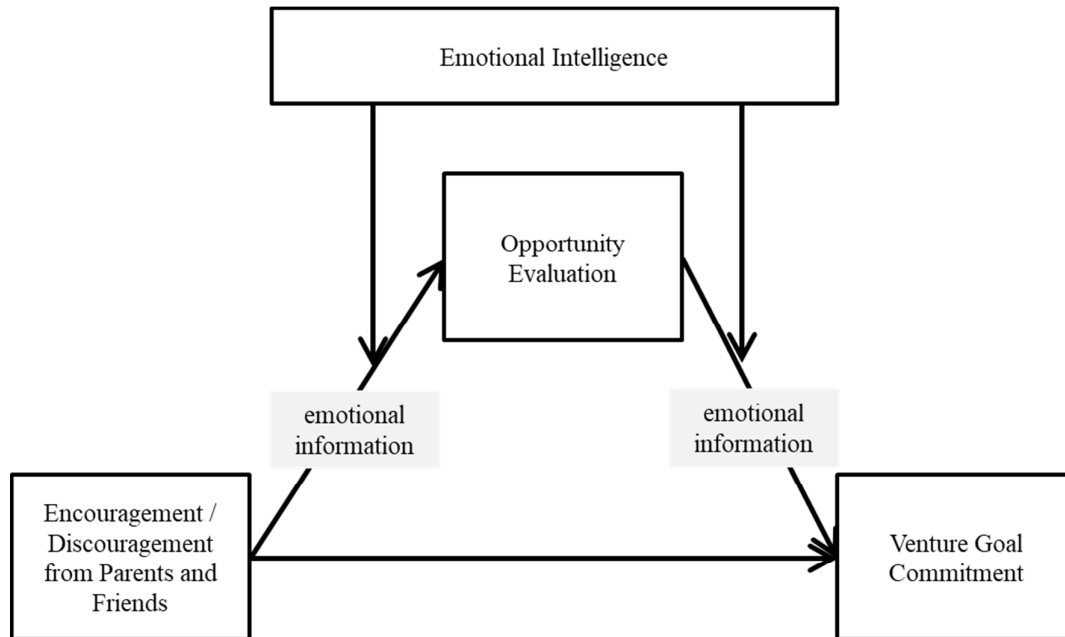 Emotional Intelligence
Opportunity
Evaluation
emotional
information
emotional
information
Encouragement /
Discouragement
from Parents and
Friends
Venture Goal
Commitment